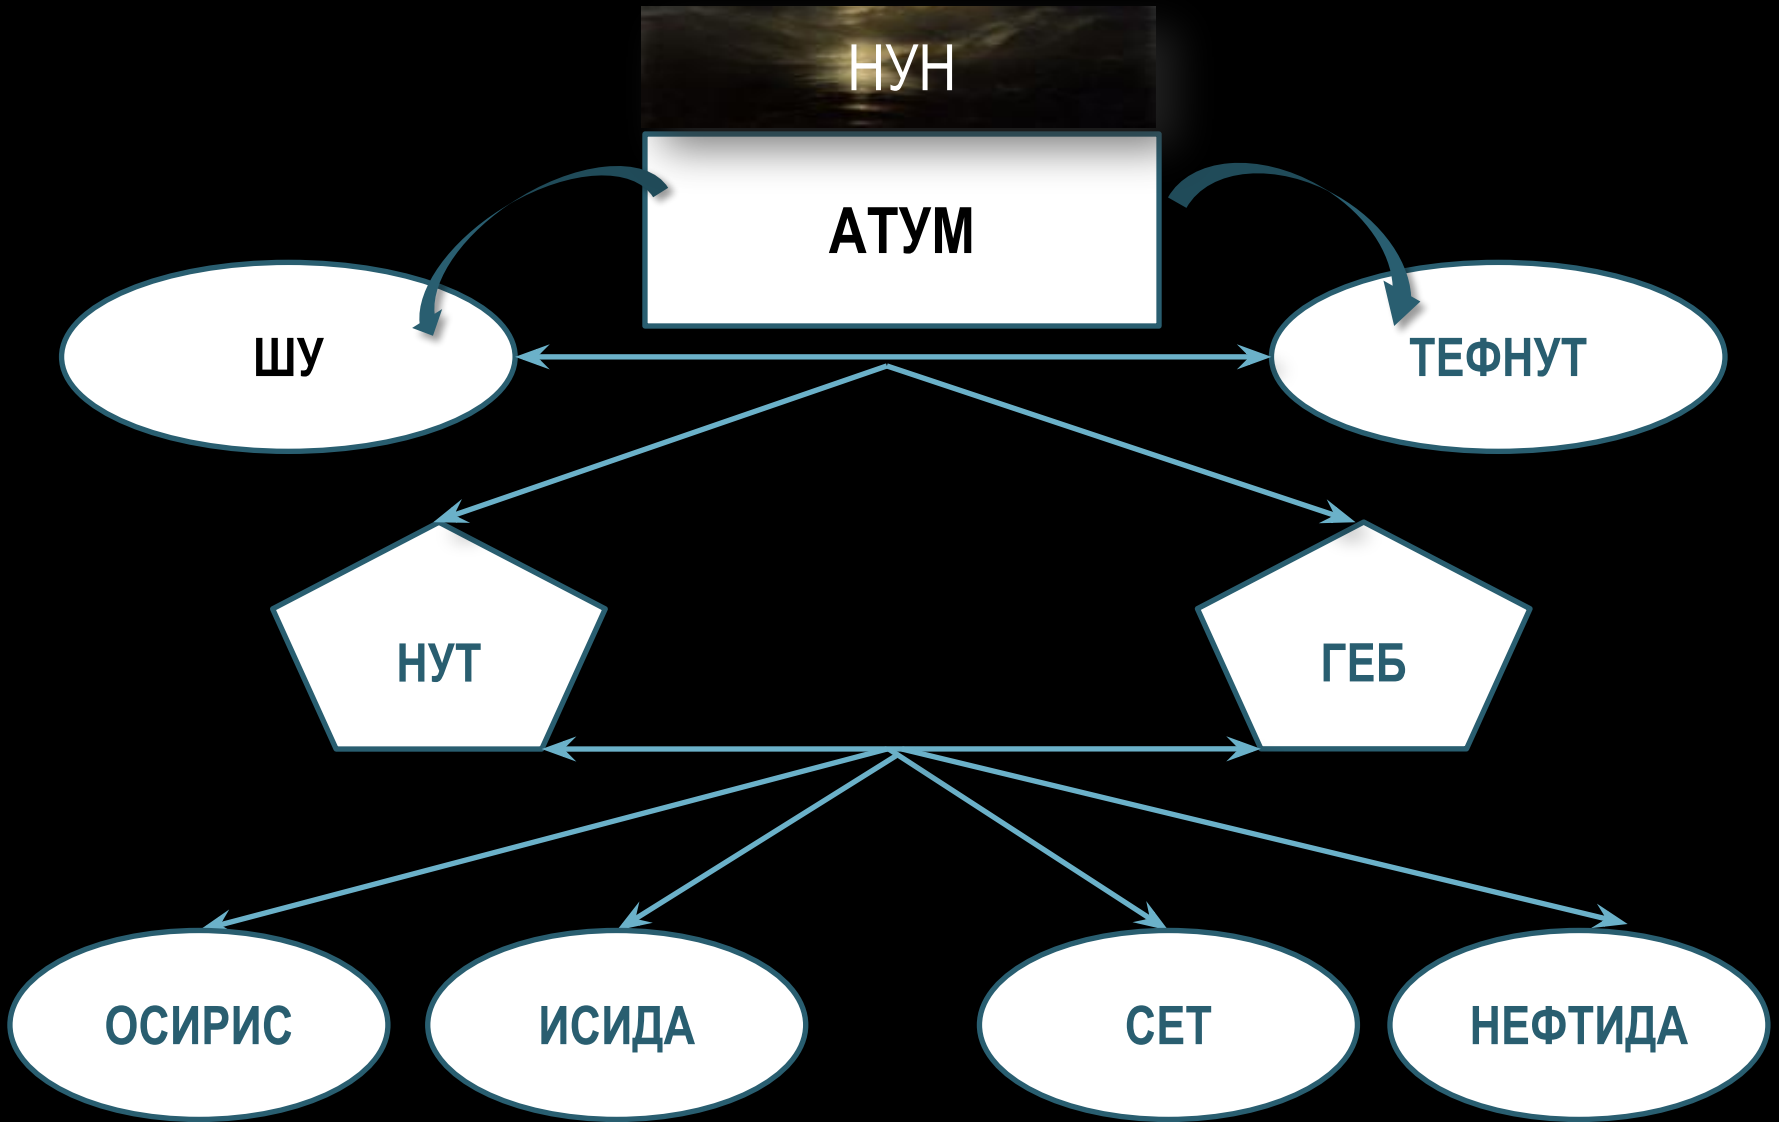 НУН
АТУМ
ШУ
ТЕФНУТ
НУТ
ГЕБ
ОСИРИС
ИСИДА
СЕТ
НЕФТИДА